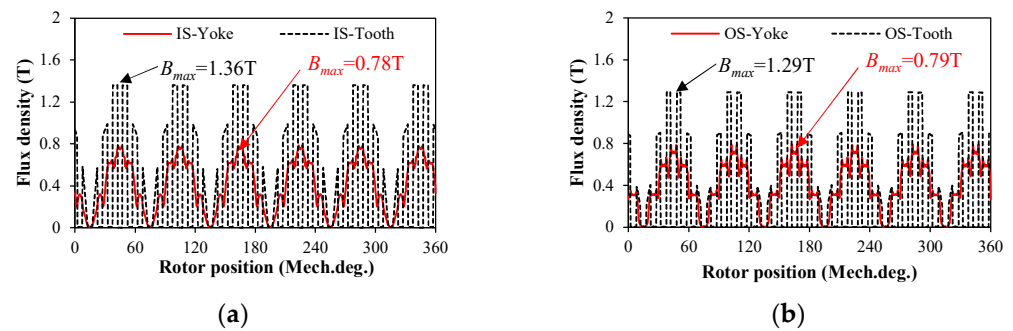 2
IS-Yoke IS-Tooth
1.6
Bmax=1.36T
Bmax=0.78T
1.2
0.8
0.4
0
Flux density (T)
0 60 120 180 240 300 360
Rotor position (Mech.deg.)
(a)
2
OS-Yoke OS-Tooth
1.6
Bmax=1.29T
Bmax=0.79T
1.2
0.8
0.4
0
Flux density (T)
0 60 120 180 240 300 360
Rotor position (Mech.deg.)
(b)